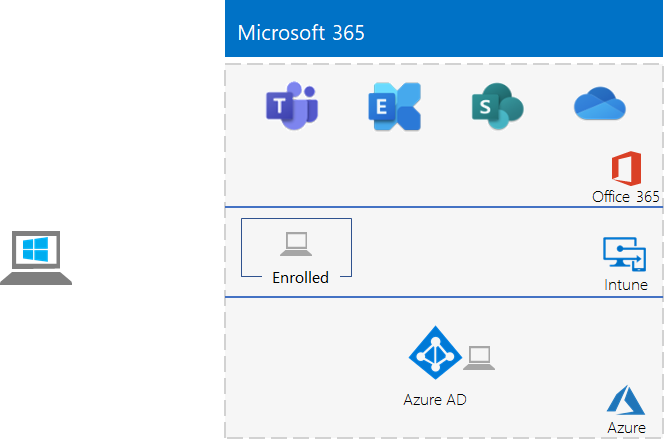 Microsoft 365
T
E
S
Office 365
Enrolled
Intune
Azure AD
Azure